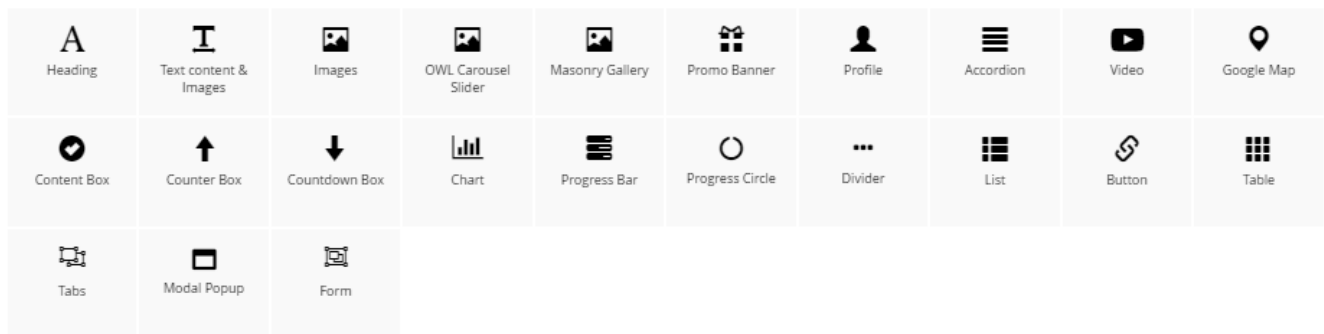 Heading
Text content &
Images
Images
OWL Carousel
Slider
Masonry Gallery
Promo Banner
Profile
Accordion
Video
Google Map
Content Box
Counter Box
Countdown Box
Chart
Progress Bar
Progress Circle
Divider
List
Button
Table
Tabs
Modal Popup
Form